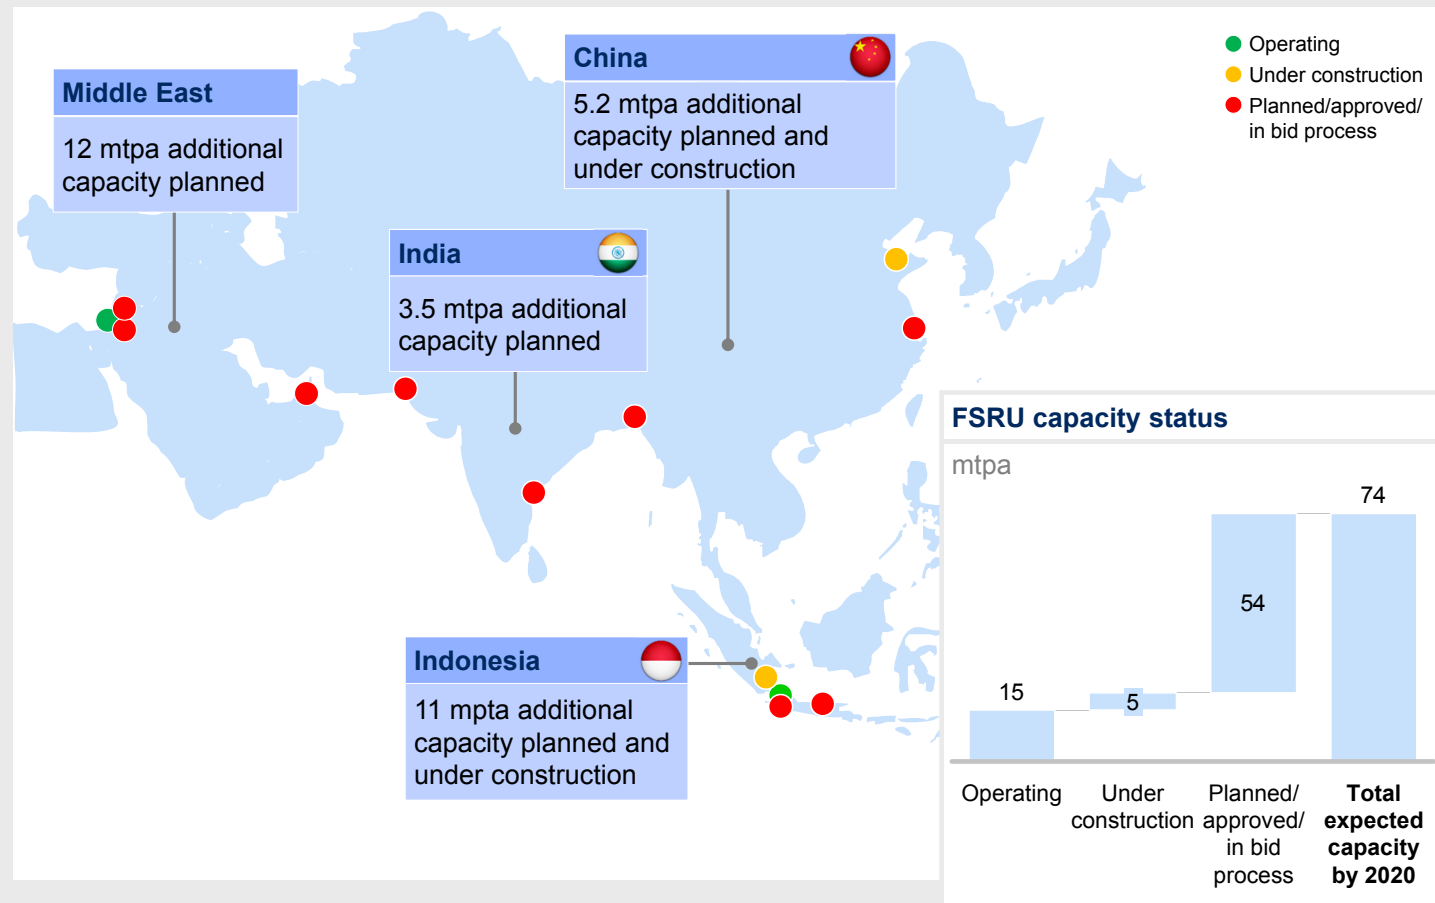 Middle East
12 mtpa additional
capacity planned
China
5.2 mtpa additional
capacity planned and
under construction
Operating
Under construction
Planned/approved/
in bid process
India
3.5 mtpa additional
capacity planned
Indonesia
11 mpta additional
capacity planned and
under construction
FSRU capacity status
mtpa
15
5
54
74
Operating
Under
construction
Planned/
approved/
in bid
process
Total
expected
capacity
by 2020